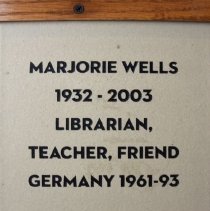 MARJORIE WELLS
1932 - 2003
LIBRARIAN,
TEACHER, FRIEND
GERMANY 1961-93